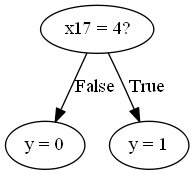 x17 = 4?
False True
y = 0 y = 1